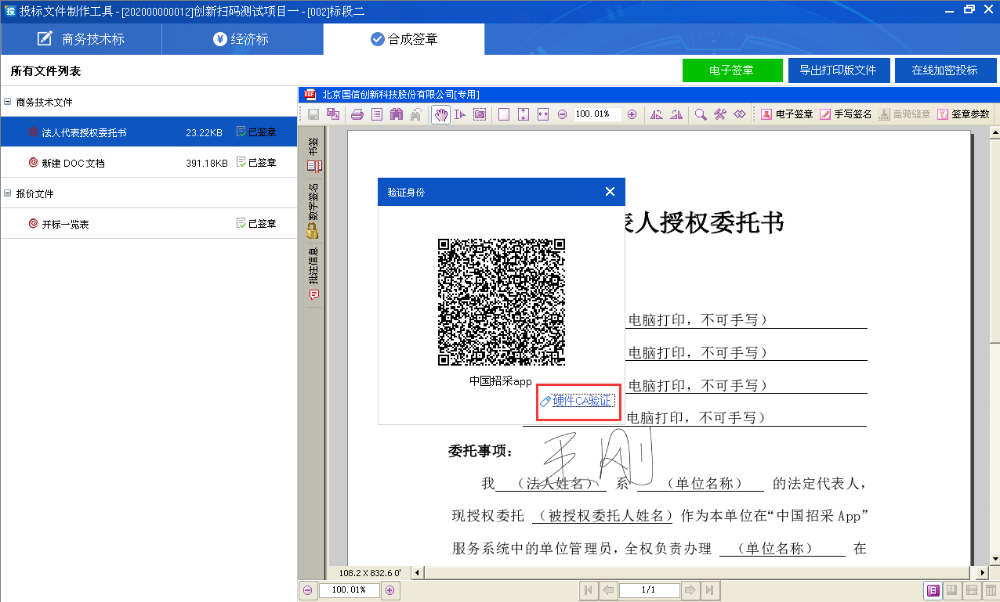 投标文件制作工具 - [202000000012]创新扫码测试项目一 - [002]标段二
商务技术标
¥ 经济标
合成签章
所有文件列表
电子签章
导出打印版文件
在线加密投标
商务技术文件
法人代表授权委托书 23.22KB 已签章
新建 DOC 文档 391.18KB 已签章
报价文件
开标一览表 已签章
北京国信创新科技股份有限公司[专用]
100.01%
电子签章
手写签名
盖骑缝章
签章参数
书签
数字签名
批注信息
验证身份
中国招采app
硬件CA验证
人授权委托书
电脑打印，不可手写）
电脑打印，不可手写）
电脑打印，不可手写）
电脑打印，不可手写）
委托事项：
王刚
我 （法人姓名） 系 （单位名称） 的法定代表人，
现授权委托 （被授权委托人姓名） 作为本单位在“中国招采 App”
服务系统中的单位管理员，全权负责办理 （单位名称） 在
108.2 X 832.6 0'
100.01%
1/1